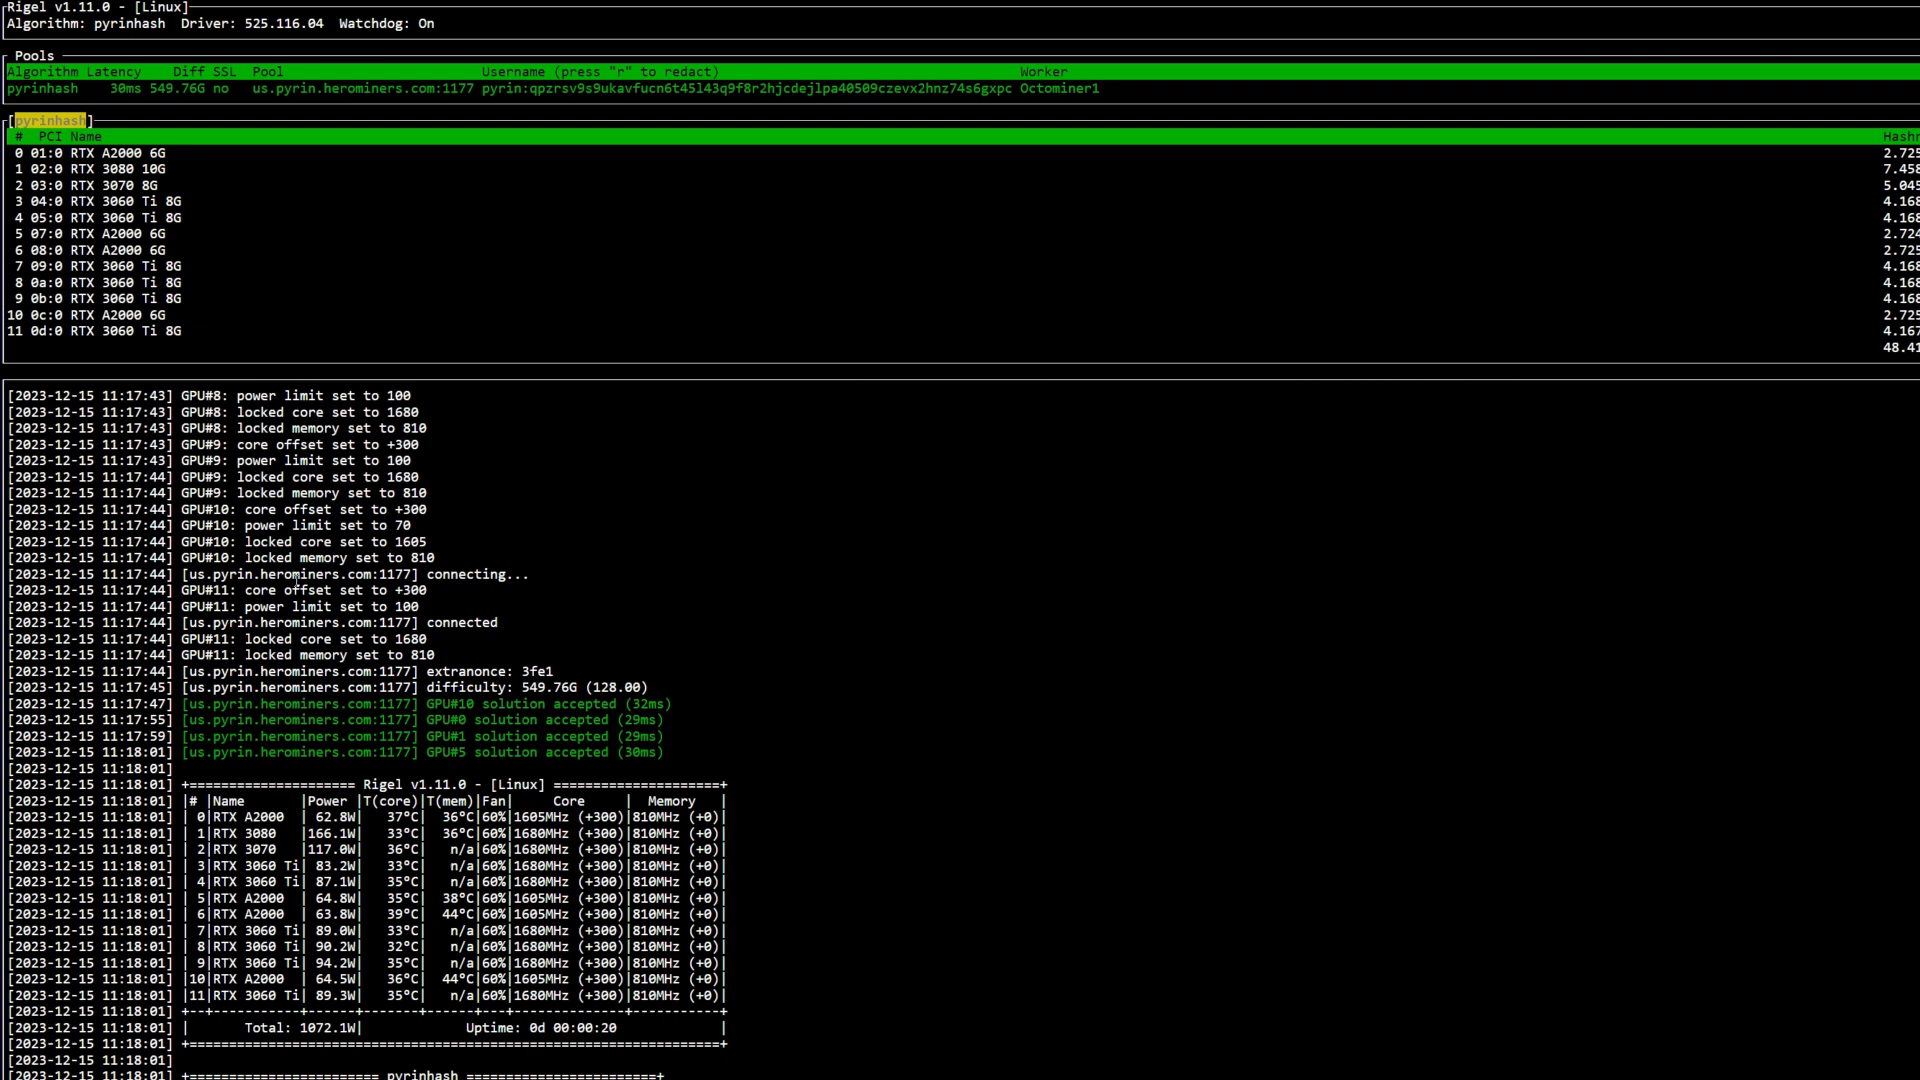 Rigel v1.11.0 - [Linux]
Algorithm: pyrinhash  Driver: 525.116.04  Watchdog: On
Pools
Algorithm Latency    Diff SSL  Pool    Username (press "r" to redact)    Worker
pyrinhash    30ms 549.76G no   us.pyrin.herominers.com:1177 pyrin:qpzrsv9s9ukavfucn6t45l43q9f8r2hjcdejlpa40509czevx2hnz74s6gxpc Octominer1
[pyrinhash]
#  PCI Name    Hashr
0 01:0 RTX A2000 6G    2.725
1 02:0 RTX 3080 10G    7.458
2 03:0 RTX 3070 8G    5.045
3 04:0 RTX 3060 Ti 8G    4.168
4 05:0 RTX 3060 Ti 8G    4.168
5 07:0 RTX A2000 6G    2.724
6 08:0 RTX A2000 6G    2.725
7 09:0 RTX 3060 Ti 8G    4.168
8 0a:0 RTX 3060 Ti 8G    4.168
9 0b:0 RTX 3060 Ti 8G    4.168
10 0c:0 RTX A2000 6G    2.725
11 0d:0 RTX 3060 Ti 8G    4.167
48.41
[2023-12-15 11:17:43] GPU#8: power limit set to 100
[2023-12-15 11:17:43] GPU#8: locked core set to 1680
[2023-12-15 11:17:43] GPU#8: locked memory set to 810
[2023-12-15 11:17:43] GPU#9: core offset set to +300
[2023-12-15 11:17:43] GPU#9: power limit set to 100
[2023-12-15 11:17:44] GPU#9: locked core set to 1680
[2023-12-15 11:17:44] GPU#9: locked memory set to 810
[2023-12-15 11:17:44] GPU#10: core offset set to +300
[2023-12-15 11:17:44] GPU#10: power limit set to 70
[2023-12-15 11:17:44] GPU#10: locked core set to 1605
[2023-12-15 11:17:44] GPU#10: locked memory set to 810
[2023-12-15 11:17:44] [us.pyrin.herominers.com:1177] connecting...
[2023-12-15 11:17:44] GPU#11: core offset set to +300
[2023-12-15 11:17:44] GPU#11: power limit set to 100
[2023-12-15 11:17:44] [us.pyrin.herominers.com:1177] connected
[2023-12-15 11:17:44] GPU#11: locked core set to 1680
[2023-12-15 11:17:44] GPU#11: locked memory set to 810
[2023-12-15 11:17:44] [us.pyrin.herominers.com:1177] extranonce: 3fe1
[2023-12-15 11:17:45] [us.pyrin.herominers.com:1177] difficulty: 549.76G (128.00)
[2023-12-15 11:17:47] [us.pyrin.herominers.com:1177] GPU#10 solution accepted (32ms)
[2023-12-15 11:17:55] [us.pyrin.herominers.com:1177] GPU#0 solution accepted (29ms)
[2023-12-15 11:17:59] [us.pyrin.herominers.com:1177] GPU#1 solution accepted (29ms)
[2023-12-15 11:18:01] [us.pyrin.herominers.com:1177] GPU#5 solution accepted (30ms)
[2023-12-15 11:18:01]
[2023-12-15 11:18:01] +===================== Rigel v1.11.0 - [Linux] =====================+
[2023-12-15 11:18:01] |# |Name       |Power |T(core)|T(mem)|Fan|     Core     |  Memory   |
[2023-12-15 11:18:01] | 0|RTX A2000  | 62.8W|   37°C|  36°C|60%|1605MHz (+300)|810MHz (+0)|
[2023-12-15 11:18:01] | 1|RTX 3080   |166.1W|   33°C|  36°C|60%|1680MHz (+300)|810MHz (+0)|
[2023-12-15 11:18:01] | 2|RTX 3070   |117.0W|   36°C|   n/a|60%|1680MHz (+300)|810MHz (+0)|
[2023-12-15 11:18:01] | 3|RTX 3060 Ti| 83.2W|   33°C|   n/a|60%|1680MHz (+300)|810MHz (+0)|
[2023-12-15 11:18:01] | 4|RTX 3060 Ti| 87.1W|   35°C|   n/a|60%|1680MHz (+300)|810MHz (+0)|
[2023-12-15 11:18:01] | 5|RTX A2000  | 64.8W|   35°C|  38°C|60%|1605MHz (+300)|810MHz (+0)|
[2023-12-15 11:18:01] | 6|RTX A2000  | 63.8W|   39°C|  44°C|60%|1605MHz (+300)|810MHz (+0)|
[2023-12-15 11:18:01] | 7|RTX 3060 Ti| 89.0W|   33°C|   n/a|60%|1680MHz (+300)|810MHz (+0)|
[2023-12-15 11:18:01] | 8|RTX 3060 Ti| 90.2W|   32°C|   n/a|60%|1680MHz (+300)|810MHz (+0)|
[2023-12-15 11:18:01] | 9|RTX 3060 Ti| 94.2W|   35°C|   n/a|60%|1680MHz (+300)|810MHz (+0)|
[2023-12-15 11:18:01] |10|RTX A2000  | 64.5W|   36°C|  44°C|60%|1605MHz (+300)|810MHz (+0)|
[2023-12-15 11:18:01] |11|RTX 3060 Ti| 89.3W|   35°C|   n/a|60%|1680MHz (+300)|810MHz (+0)|
[2023-12-15 11:18:01] +--+-----------+------+-------+------+---+--------------+-----------+
[2023-12-15 11:18:01] |       Total: 1072.1W|             Uptime: 0d 00:00:20             |
[2023-12-15 11:18:01] +===================================================================+
[2023-12-15 11:18:01]
[2023-12-15 11:18:01] +======================== pyrinhash ========================+